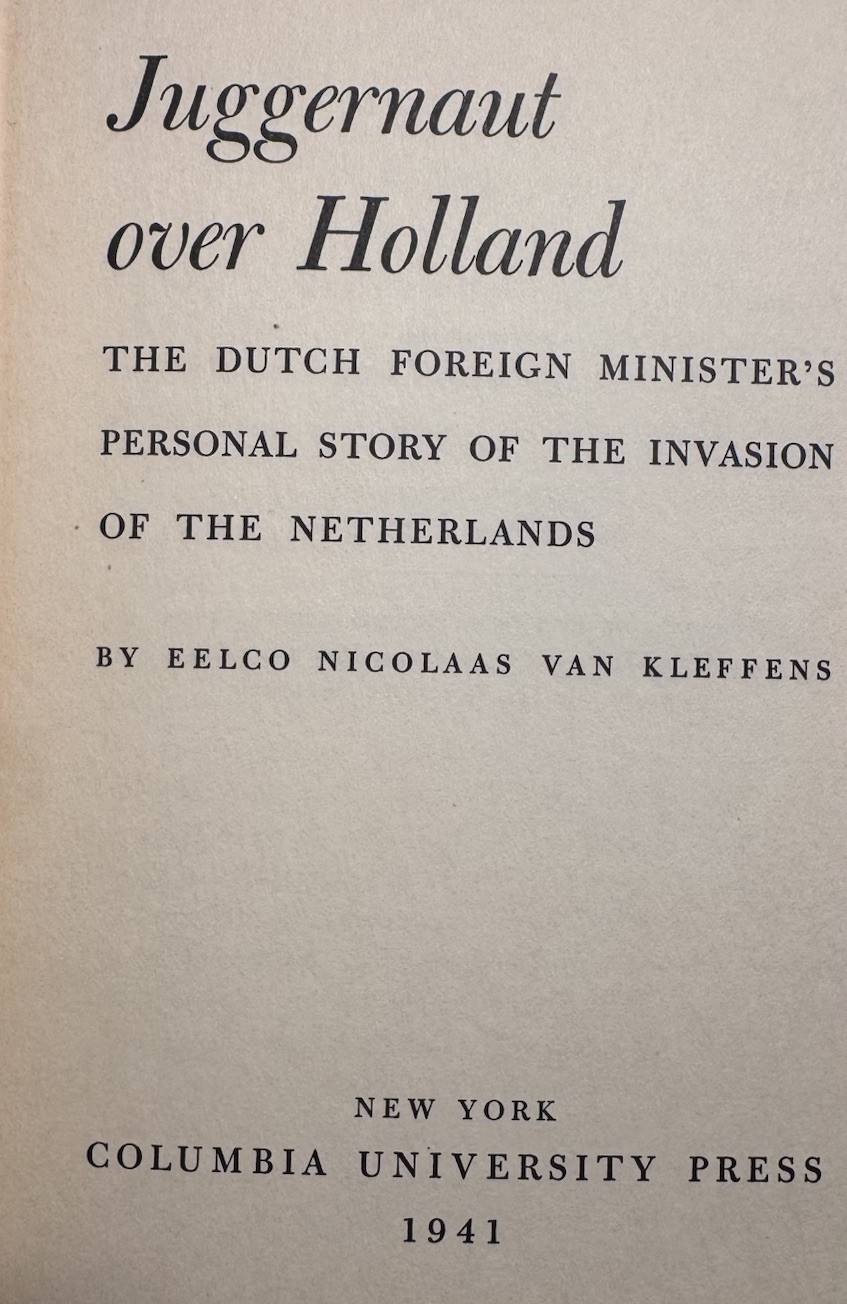 Juggernaut
over Holland
THE DUTCH FOREIGN MINISTER'S
PERSONAL STORY OF THE INVASION
OF THE NETHERLANDS
BY EELCO NICOLAAS VAN KLEFFENS
NEW YORK
COLUMBIA UNIVERSITY PRESS
1941